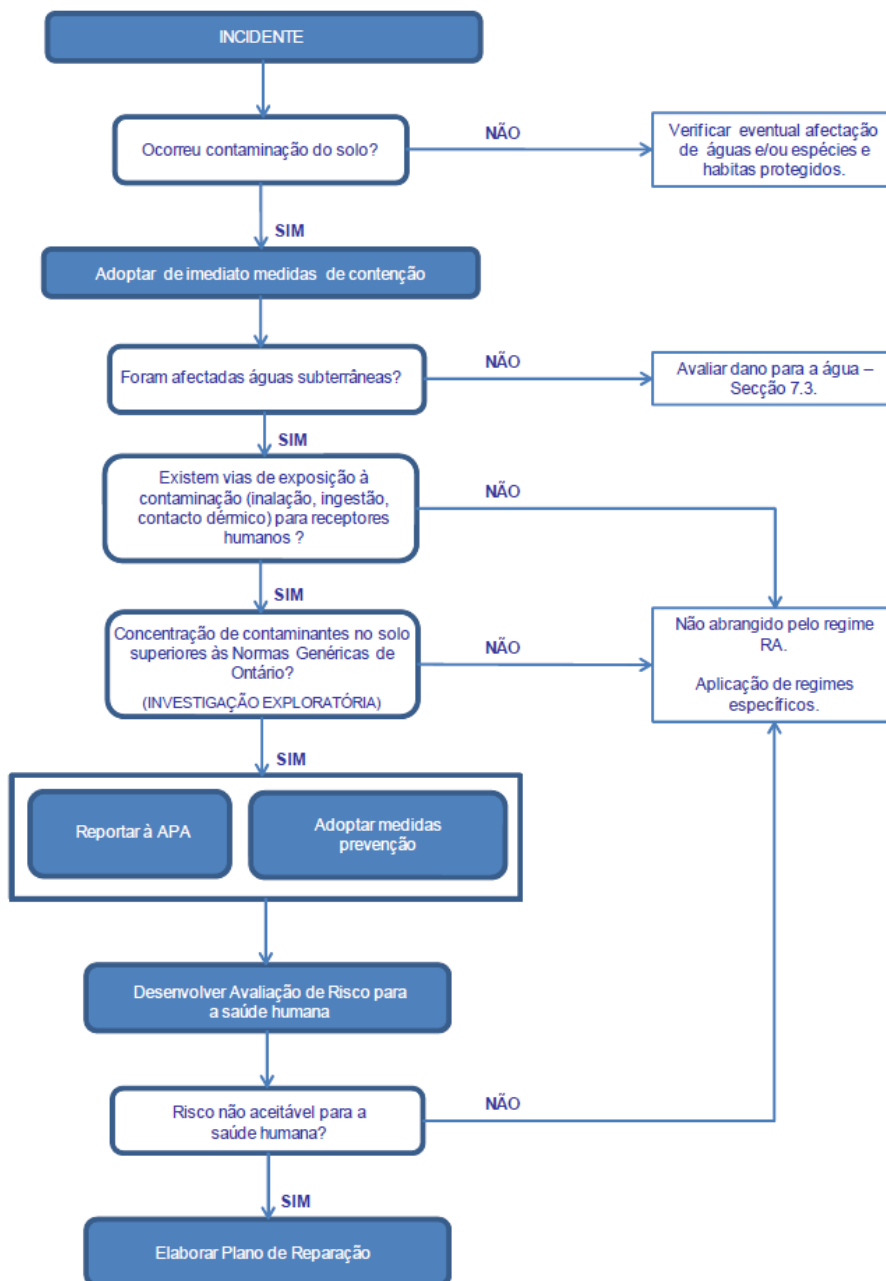 INCIDENTE
Ocorreu contaminação do solo?
NÃO
Verificar eventual afectação
de águas e/ou espécies e
habitas protegidos.
SIM
Adoptar de imediato medidas de contenção
Foram afectadas águas subterrâneas?
NÃO
Avaliar dano para a água –
Secção 7.3.
SIM
Existem vias de exposição à
contaminação (inalação, ingestão,
contacto dérmico) para receptores
humanos ?
NÃO
SIM
Concentração de contaminantes no solo
superiores às Normas Genéricas de
Ontário?
(INVESTIGAÇÃO EXPLORATÓRIA)
NÃO
Não abrangido pelo regime
RA.
Aplicação de regimes
específicos.
SIM
Reportar à APA
Adoptar medidas
prevenção
Desenvolver Avaliação de Risco para
a saúde humana
Risco não aceitável para a
saúde humana?
NÃO
SIM
Elaborar Plano de Reparação